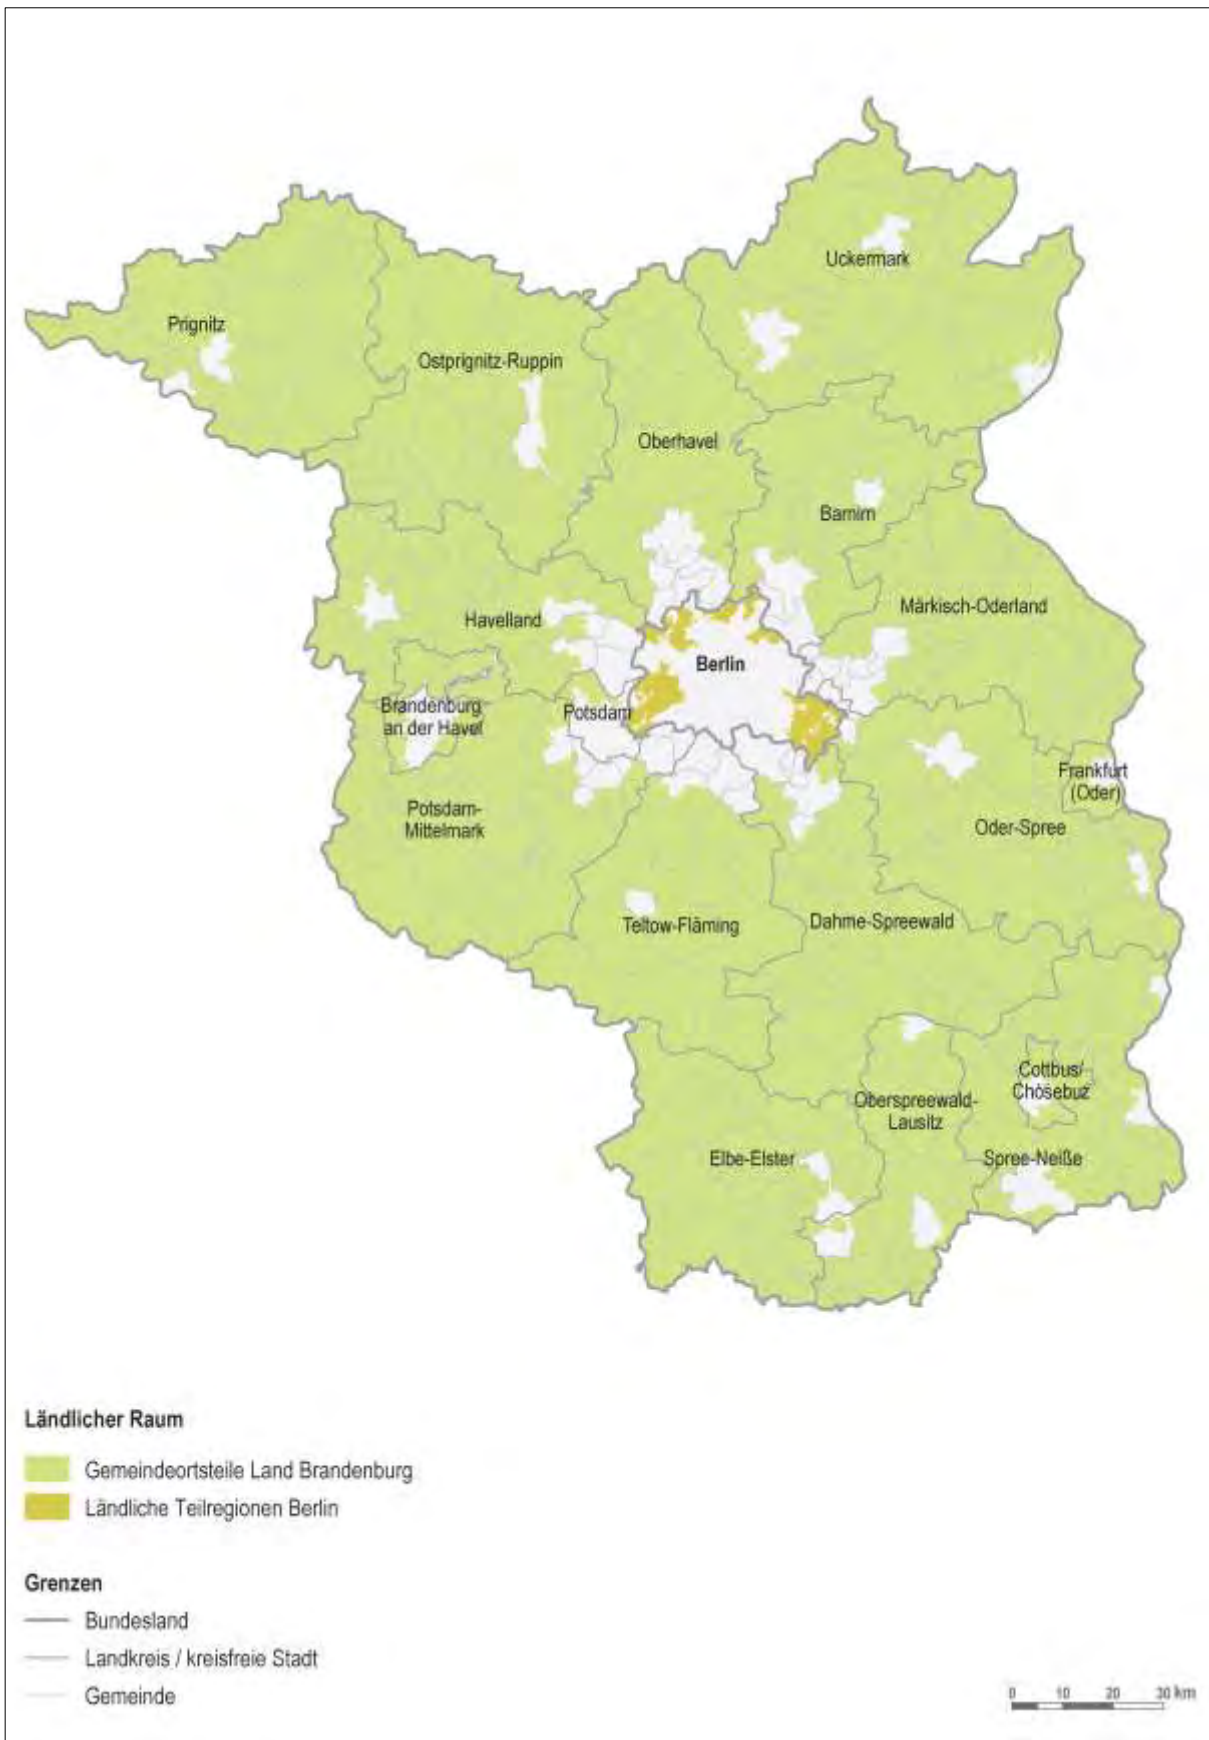 Uckermark
Prignitz
Ostprignitz-Ruppin
Oberhavel
Barnim
Märkisch-Oderland
Havelland
Berlin
Brandenburg
an der Havel
Potsdam
Frankfurt
(Oder)
Potsdam-
Mittelmark
Oder-Spree
Teltow-Fläming
Dahme-Spreewald
Cottbus/
Chóśebuz
Oberspreewald-
Lausitz
Elbe-Elster
Spree-Neiße
Ländlicher Raum
Gemeindeortsteile Land Brandenburg
Ländliche Teilregionen Berlin
Grenzen
Bundesland
Landkreis / kreisfreie Stadt
Gemeinde
0 10 20 30 km